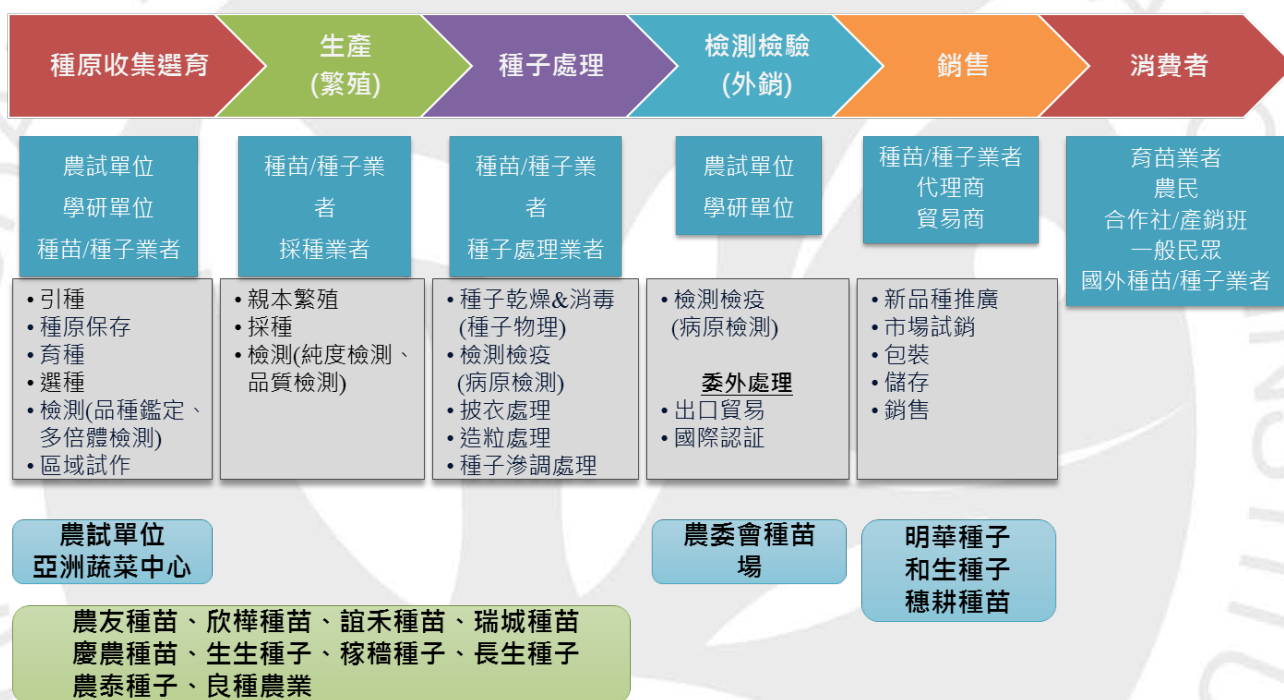 種原收集選育
生產
(繁殖)
種子處理
檢測檢驗
(外銷)
銷售
消費者
農試單位
學研單位
種苗/種子業者
種苗/種子業
者
採種業者
種苗/種子業
者
種子處理業者
農試單位
學研單位
種苗/種子業者
代理商
貿易商
育苗業者
農民
合作社/產銷班
一般民眾
國外種苗/種子業者
• 引種
• 種原保存
• 育種
• 選種
• 檢測(品種鑑定、
多倍體檢測)
• 區域試作
• 親本繁殖
• 採種
• 檢測(純度檢測、
品質檢測)
• 種子乾燥&消毒
(種子物理)
• 檢測檢疫
(病原檢測)
• 披衣處理
• 造粒處理
• 種子滲調處理
• 檢測檢疫
(病原檢測)
委外處理
• 出口貿易
• 國際認証
• 新品種推廣
• 市場試銷
• 包裝
• 儲存
• 銷售
農試單位
亞洲蔬菜中心
農委會種苗
場
明華種子
和生種子
穗耕種苗
農友種苗、欣樺種苗、誼禾種苗、瑞城種苗
慶農種苗、生生種子、稼穡種子、長生種子
農泰種子、良種農業